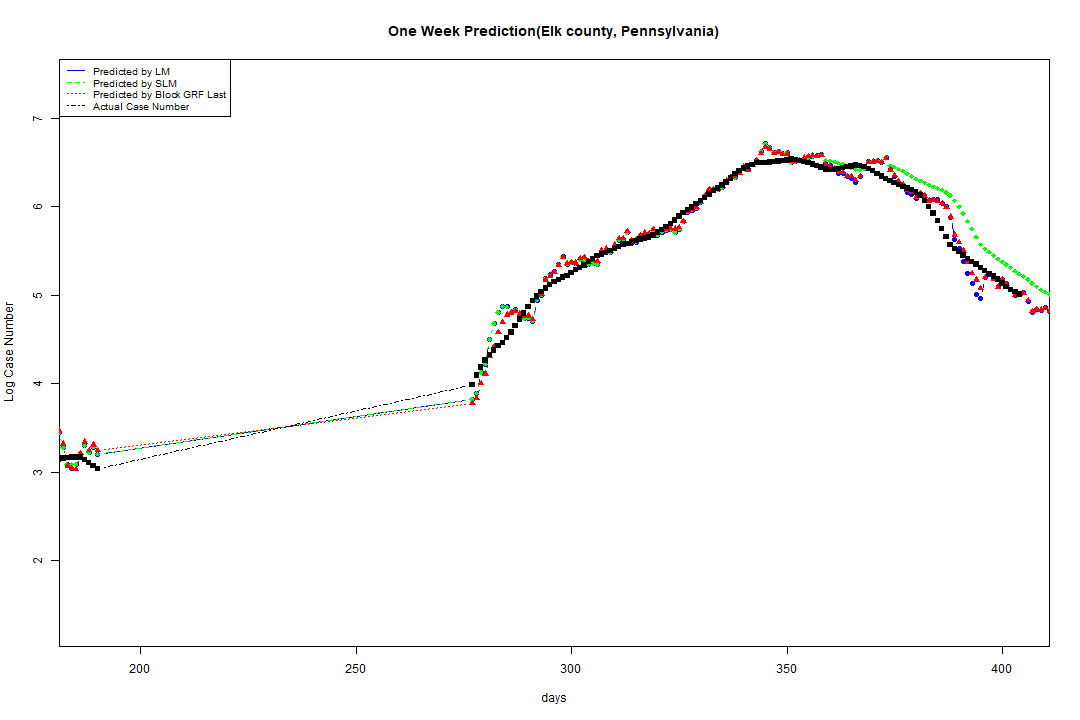 One Week Prediction(Elk county, Pennsylvania)
Predicted by LM
Predicted by SLM
Predicted by Block GRF Last
Actual Case Number
7
6
5
4
3
2
Log Case Number
200 250 300 350 400
days